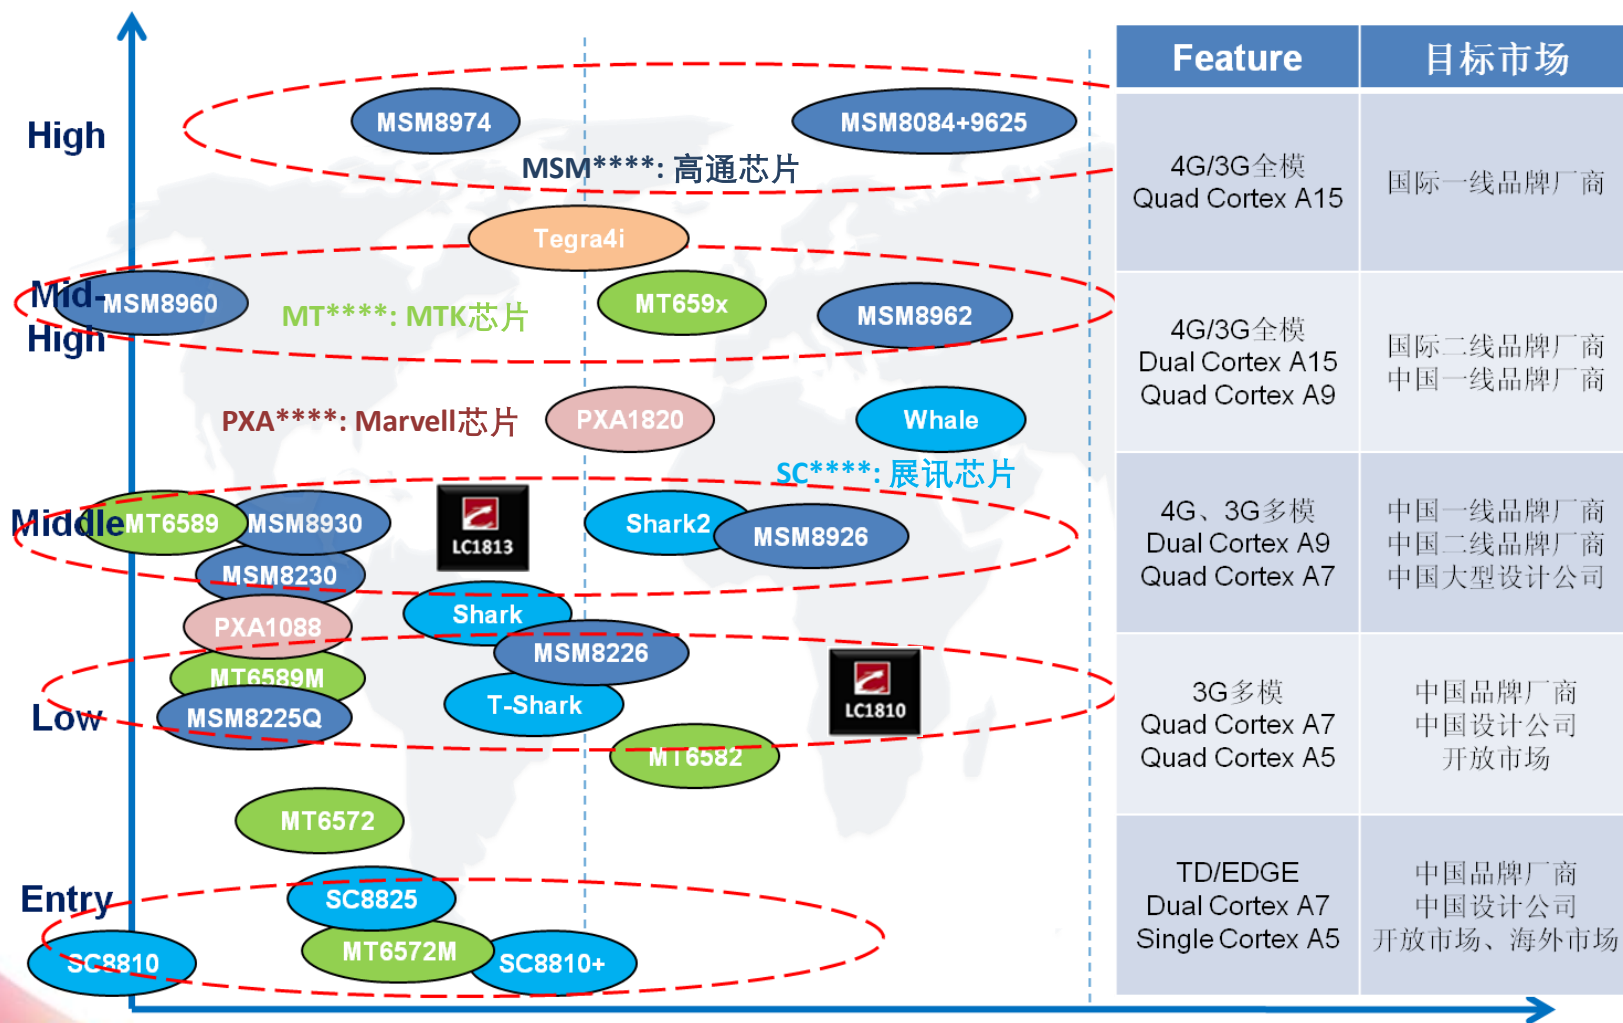 Feature
目标市场
High
MSM8974
MSM8084+9625
MSM****: 高通芯片
4G/3G全模
Quad Cortex A15
国际一线品牌厂商
Tegra4i
Mid-
High
MSM8960
MT****: MTK芯片
MT659x
MSM8962
4G/3G全模
Dual Cortex A15
Quad Cortex A9
国际二线品牌厂商
中国一线品牌厂商
PXA****: Marvell芯片
PXA1820
Whale
SC****: 展讯芯片
Middle
MT6589
MSM8930
LC1813
Shark2
MSM8926
MSM8230
4G、3G多模
Dual Cortex A9
Quad Cortex A7
中国一线品牌厂商
中国二线品牌厂商
中国大型设计公司
PXA1088
Shark
MSM8226
MT6589M
Low
MSM8225Q
T-Shark
LC1810
MT6582
3G多模
Quad Cortex A7
Quad Cortex A5
中国品牌厂商
中国设计公司
开放市场
MT6572
Entry
SC8825
SC8810
MT6572M
SC8810+
TD/EDGE
Dual Cortex A7
Single Cortex A5
中国品牌厂商
中国设计公司
开放市场、海外市场